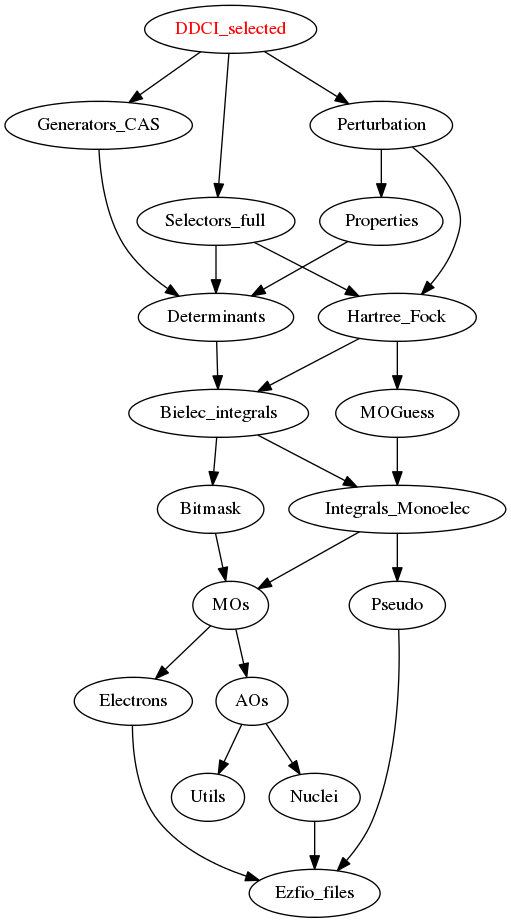 DDCI_selected
Generators_CAS
Perturbation
Selectors_full
Properties
Determinants
Hartree_Fock
Bielec_integrals
MOGuess
Bitmask
Integrals_Monoelec
MOs
Pseudo
Electrons
AOs
Utils
Nuclei
Ezfio_files